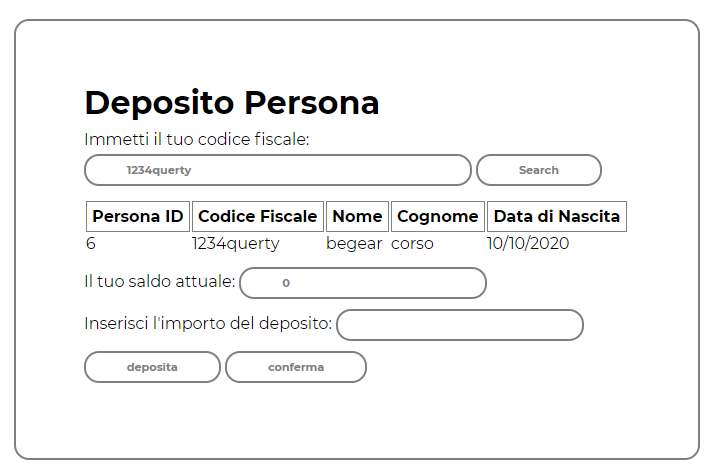 Deposito Persona
Immetti il tuo codice fiscale:
1234querty Search
Persona ID Codice Fiscale Nome Cognome Data di Nascita
6 1234querty begear corso 10/10/2020
Il tuo saldo attuale: 0
Inserisci l'importo del deposito:
deposita conferma